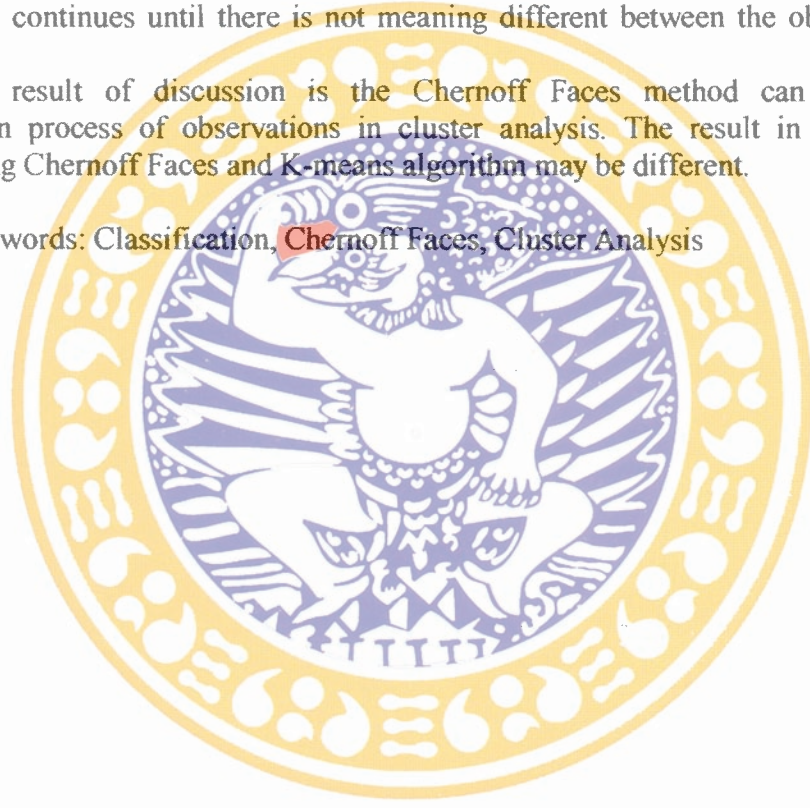 continues until there is not meaning different between the ob
result of discussion is the Chernoff Faces method can
n process of observations in cluster analysis. The result in
g Chernoff Faces and K-means algorithm may be different.
words: Classification, Chernoff Faces, Cluster Analysis